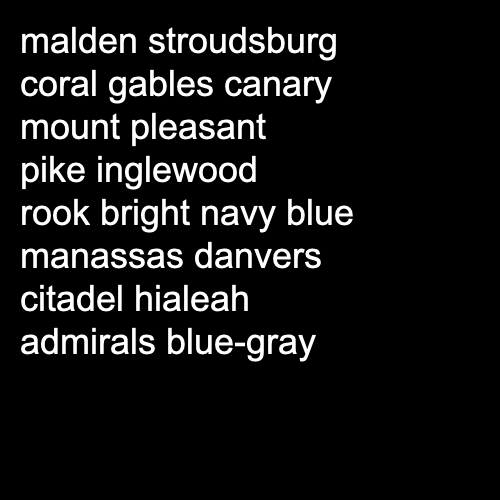 malden stroudsburg
coral gables canary
mount pleasant
pike inglewood
rook bright navy blue
manassas danvers
citadel hialeah
admirals blue-gray